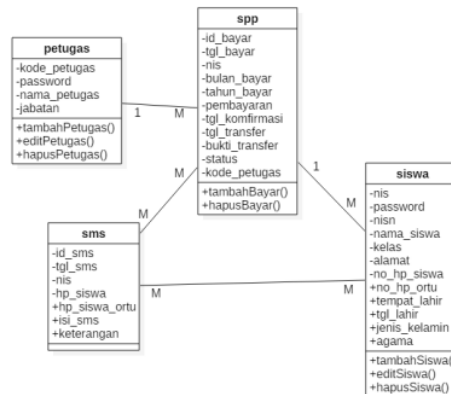 petugas
-kode_petugas
-password
-nama_petugas
-jabatan
+tambahPetugas()
+editPetugas()
+hapusPetugas()
1
M
spp
-id_bayar
-tgl_bayar
-nis
-bulan_bayar
-tahun_bayar
-pembayaran
-tgl_komfirmasi
-tgl_transfer
-bukti_transfer
-status
-kode_petugas
+tambahBayar()
+hapusBayar()
M
M
1
M
sms
-id_sms
-tgl_sms
-nis
-hp_siswa
+hp_siswa_ortu
+isi_sms
+keterangan
M
M
siswa
-nis
-password
-nisn
-nama_siswa
-kelas
-alamat
-no_hp_siswa
+no_hp_ortu
+tempat_lahir
+tgl_lahir
+jenis_kelamin
+agama
+tambahSiswa()
+editSiswa()
+hapusSiswa()